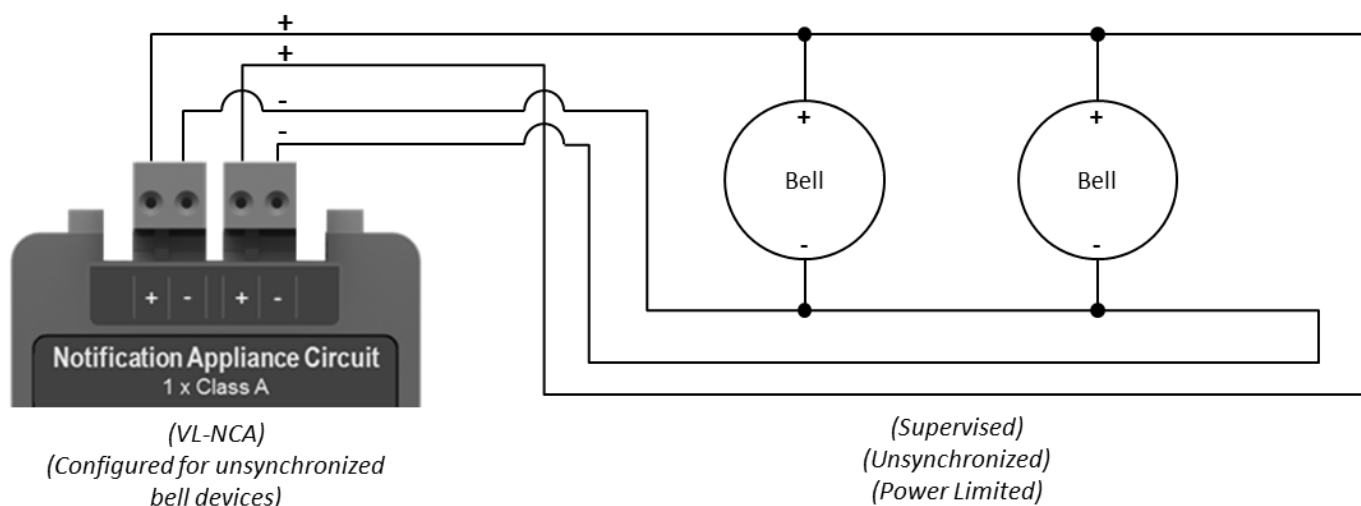 +
+
-
-
+
+
Bell
Bell
-
-
+ - + -
Notification Appliance Circuit
1 x Class A
(VL-NCA)
(Configured for unsynchronized
bell devices)
(Supervised)
(Unsynchronized)
(Power Limited)